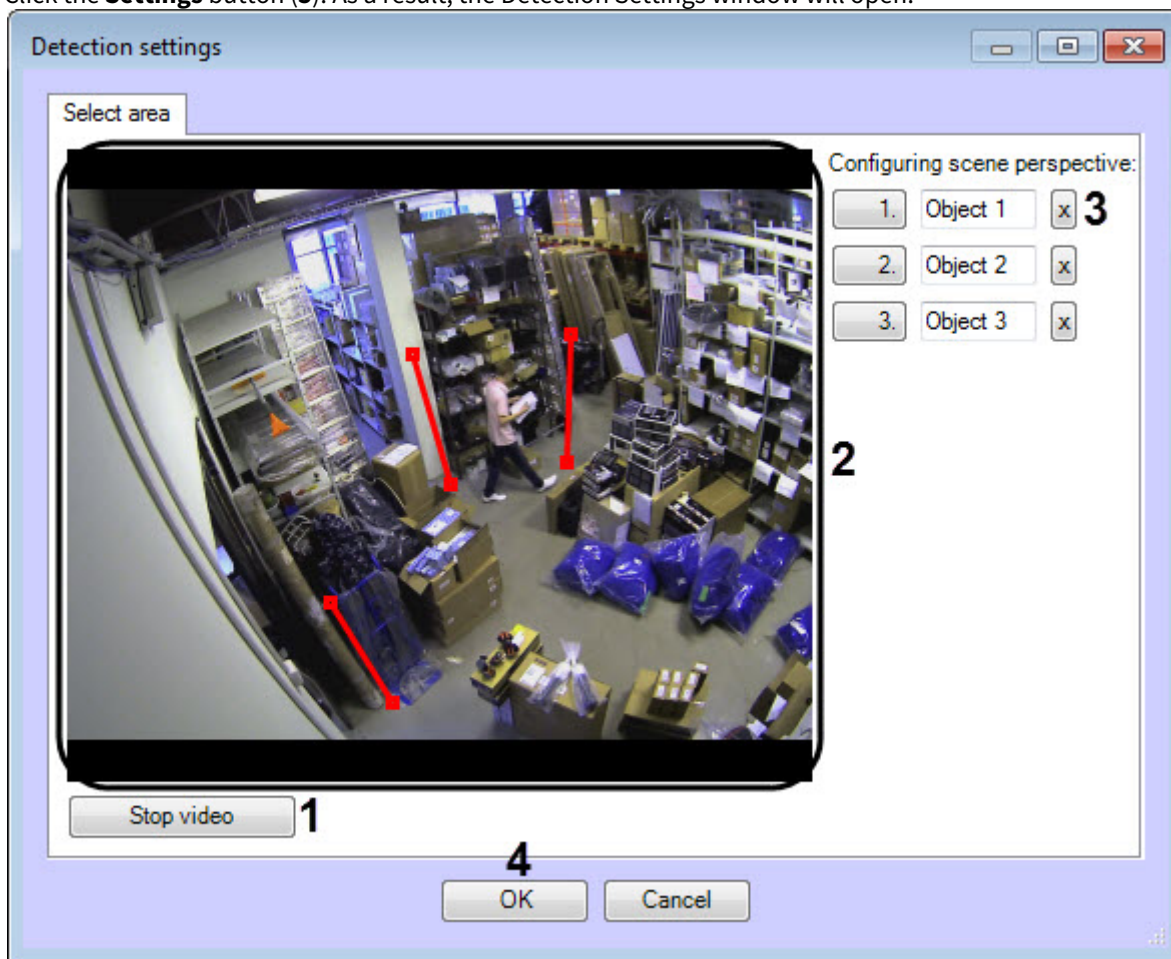 Click the Settings button (3). As a result, the Detection Settings window will open.
Detection settings
Select area
Configuring scene perspective:
1. Object 1 x 3
2. Object 2 x
3. Object 3 x
2
Stop video 1
4
OK Cancel